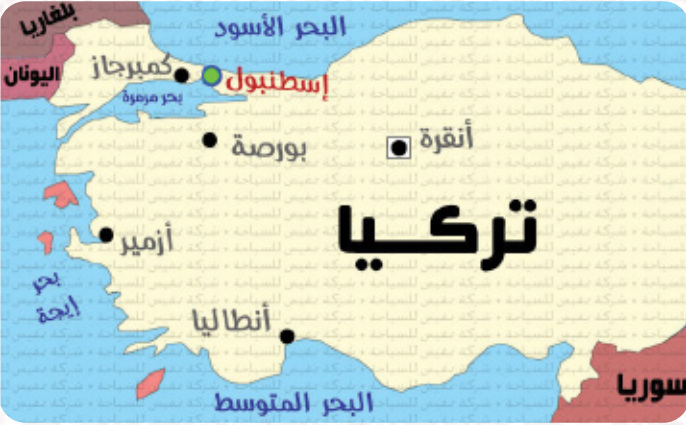 بلغاريا
البحر الأسود
اليونان
كمبرجاز
إسطنبول
بحر مرمرة
بورصة
أنقرة
تركيا
أزمير
بحر
إيجة
أنطاليا
سوريا
البحر المتوسط